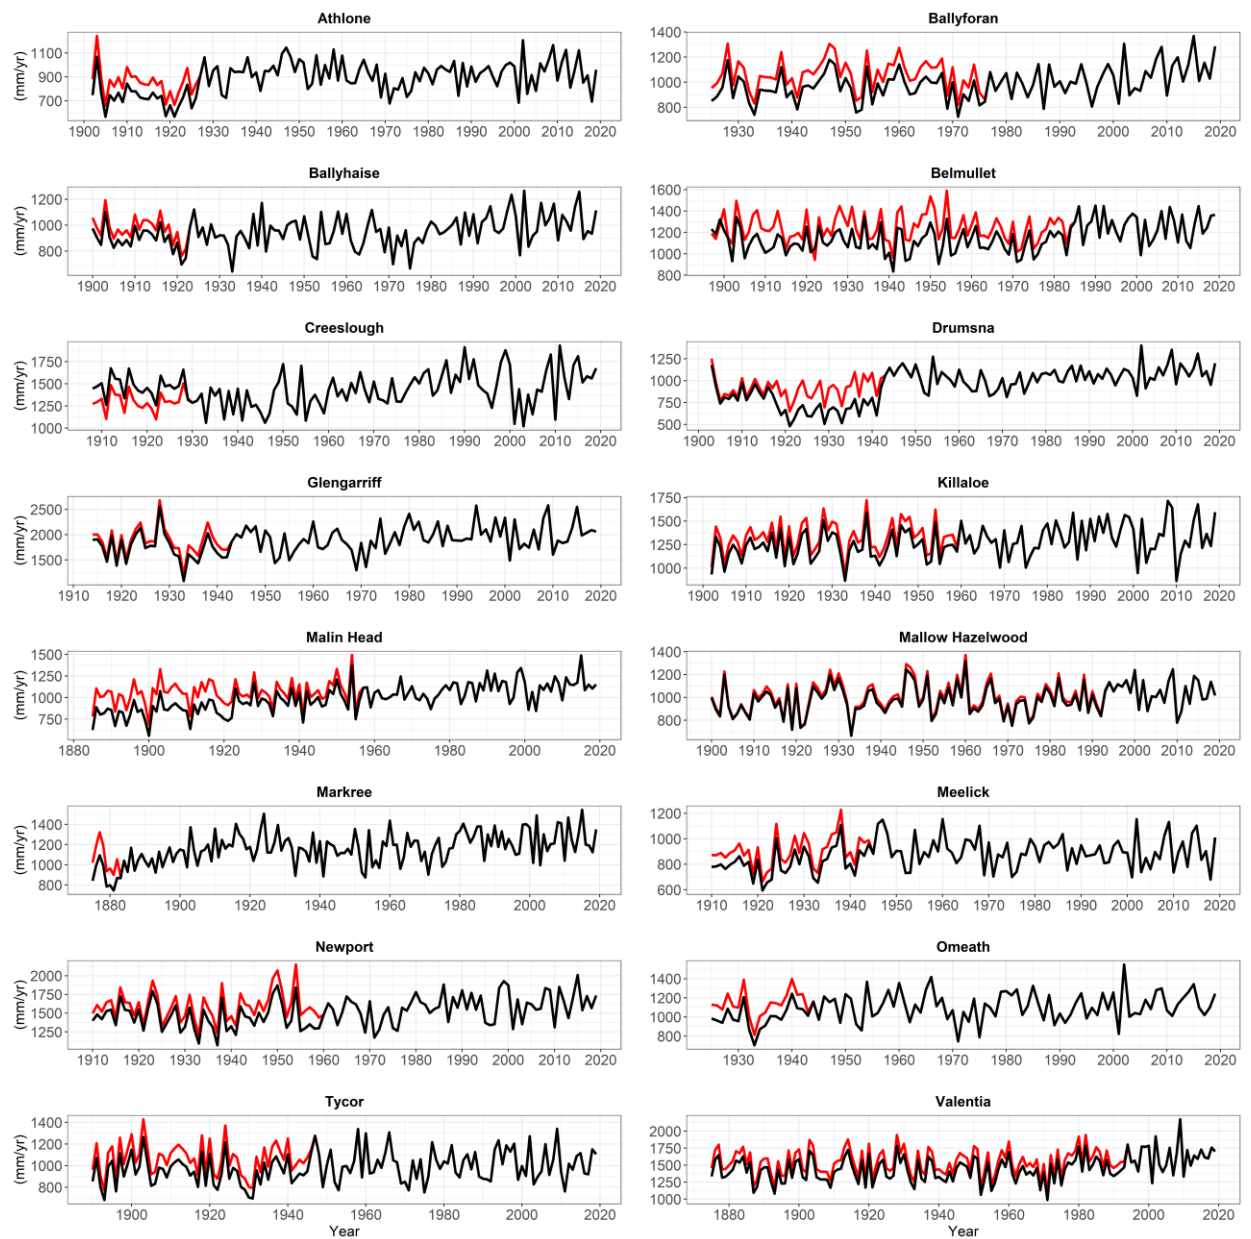 Athlone Ballyforan
(mm/yr) 1100 900 700 1400 1200 1000 800
1900 1910 1920 1930 1940 1950 1960 1970 1980 1990 2000 2010 2020 1930 1940 1950 1960 1970 1980 1990 2000 2010 2020
Ballyhaise Belmullet
(mm/yr) 1200 1000 800 1600 1400 1200 1000 800
1900 1910 1920 1930 1940 1950 1960 1970 1980 1990 2000 2010 2020 1900 1910 1920 1930 1940 1950 1960 1970 1980 1990 2000 2010 2020
Creeslough Drumsna
(mm/yr) 1750 1500 1250 1000 1250 1000 750 500
1910 1920 1930 1940 1950 1960 1970 1980 1990 2000 2010 2020 1900 1910 1920 1930 1940 1950 1960 1970 1980 1990 2000 2010 2020
Glengarriff Killaloe
(mm/yr) 2500 2000 1500 1750 1500 1250 1000
1910 1920 1930 1940 1950 1960 1970 1980 1990 2000 2010 2020 1900 1910 1920 1930 1940 1950 1960 1970 1980 1990 2000 2010 2020
Malin Head Mallow Hazelwood
(mm/yr) 1500 1250 1000 750 1400 1200 1000 800
1880 1900 1920 1940 1960 1980 2000 2020 1900 1910 1920 1930 1940 1950 1960 1970 1980 1990 2000 2010 2020
Markree Meelick
(mm/yr) 1400 1200 1000 800 1200 1000 800 600
1880 1900 1920 1940 1960 1980 2000 2020 1910 1920 1930 1940 1950 1960 1970 1980 1990 2000 2010 2020
Newport Omeath
(mm/yr) 2000 1750 1500 1250 1400 1200 1000 800
1910 1920 1930 1940 1950 1960 1970 1980 1990 2000 2010 2020 1930 1940 1950 1960 1970 1980 1990 2000 2010 2020
Tycor Valentia
(mm/yr) 1400 1200 1000 800 2000 1750 1500 1250 1000
1900 1920 1940 1960 1980 2000 2020 1880 1900 1920 1940 1960 1980 2000 2020
Year Year